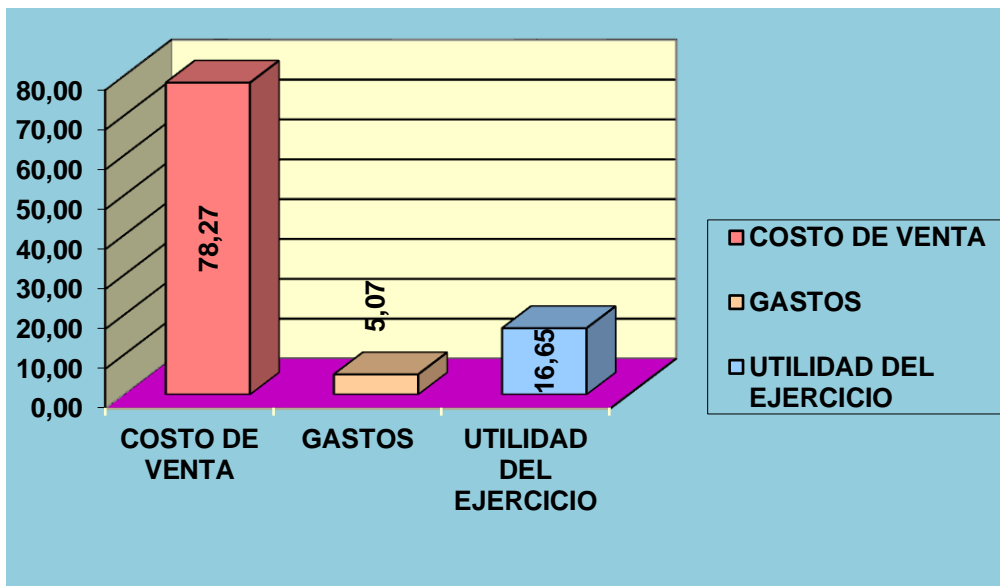 80,00
70,00
60,00
50,00
40,00
30,00
20,00
10,00
0,00
78,27
5,07
16,65
COSTO DE
VENTA
GASTOS
UTILIDAD
DEL
EJERCICIO
COSTO DE VENTA
GASTOS
UTILIDAD DEL
EJERCICIO